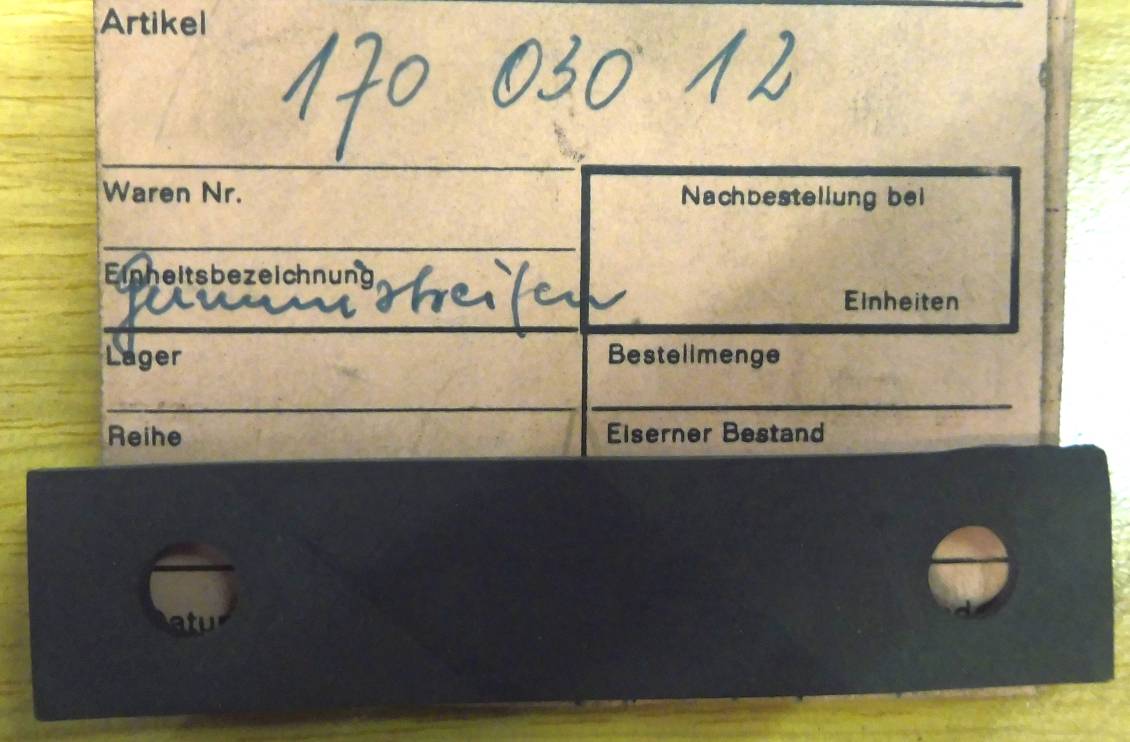 Artikel
170 030 12
Waren Nr.
Nachbestellung bei
Einheitsbezeichnung
Gummistreifen
Einheiten
Lager
Bestellmenge
Reihe
Eiserner Bestand